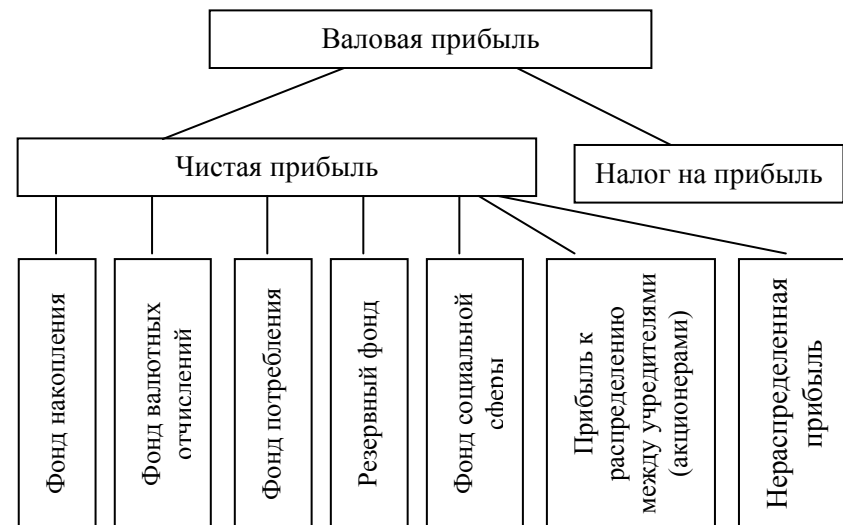 Валовая прибыль
Чистая прибыль
Налог на прибыль
Фонд накопления
Фонд валютных
отчислений
Фонд потребления
Резервный фонд
Фонд социальной
сферы
Прибыль к
распределению
между учредителями
(акционерами)
Нераспределенная
прибыль